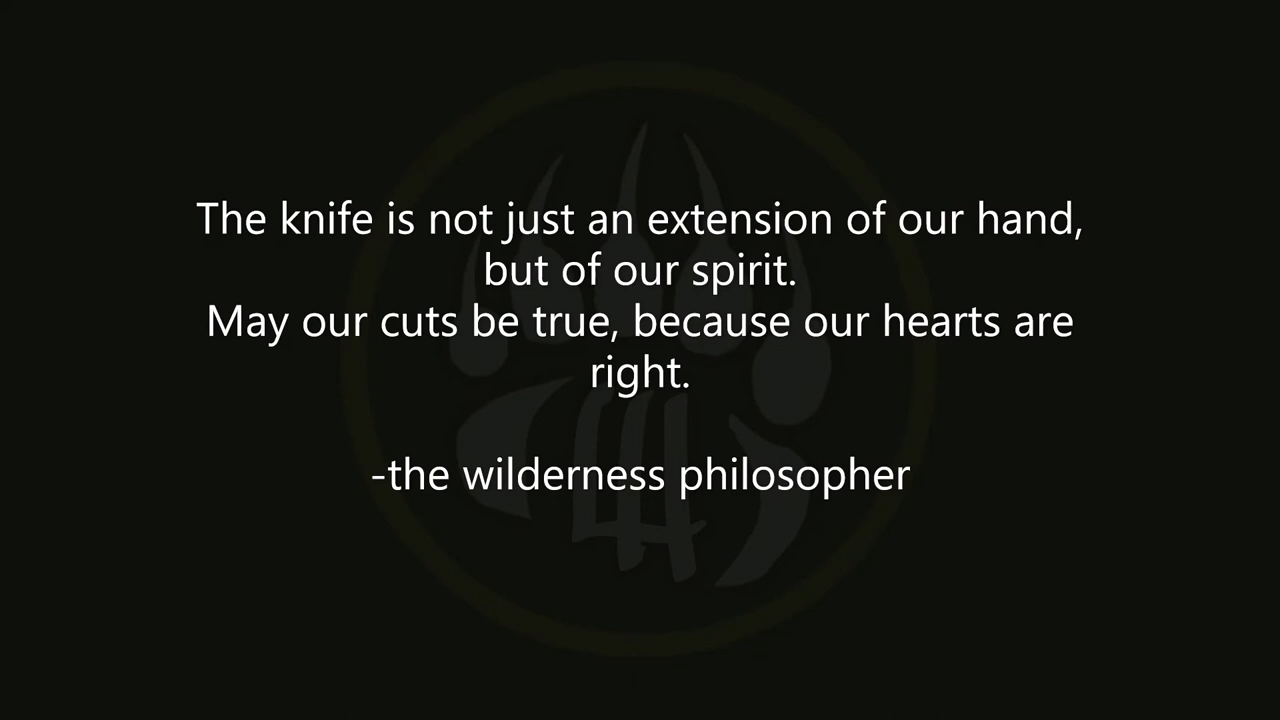 The knife is not just an extension of our hand,
but of our spirit.
May our cuts be true, because our hearts are
right.
-the wilderness philosopher